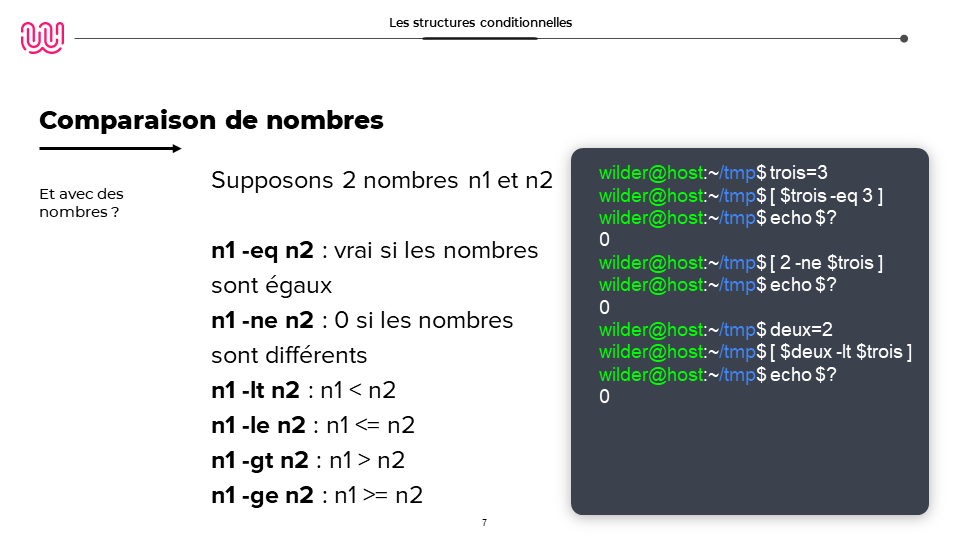 Les structures conditionnelles
Comparaison de nombres
Et avec des
nombres ?
Supposons 2 nombres n1 et n2
n1 -eq n2 : vrai si les nombres
sont égaux
n1 -ne n2 : 0 si les nombres
sont différents
n1 -lt n2 : n1 < n2
n1 -le n2 : n1 <= n2
n1 -gt n2 : n1 > n2
n1 -ge n2 : n1 >= n2
wilder@host:~/tmp$ trois=3
wilder@host:~/tmp$ [ $trois -eq 3 ]
wilder@host:~/tmp$ echo $?
0
wilder@host:~/tmp$ [ 2 -ne $trois ]
wilder@host:~/tmp$ echo $?
0
wilder@host:~/tmp$ deux=2
wilder@host:~/tmp$ [ $deux -lt $trois ]
wilder@host:~/tmp$ echo $?
0
7